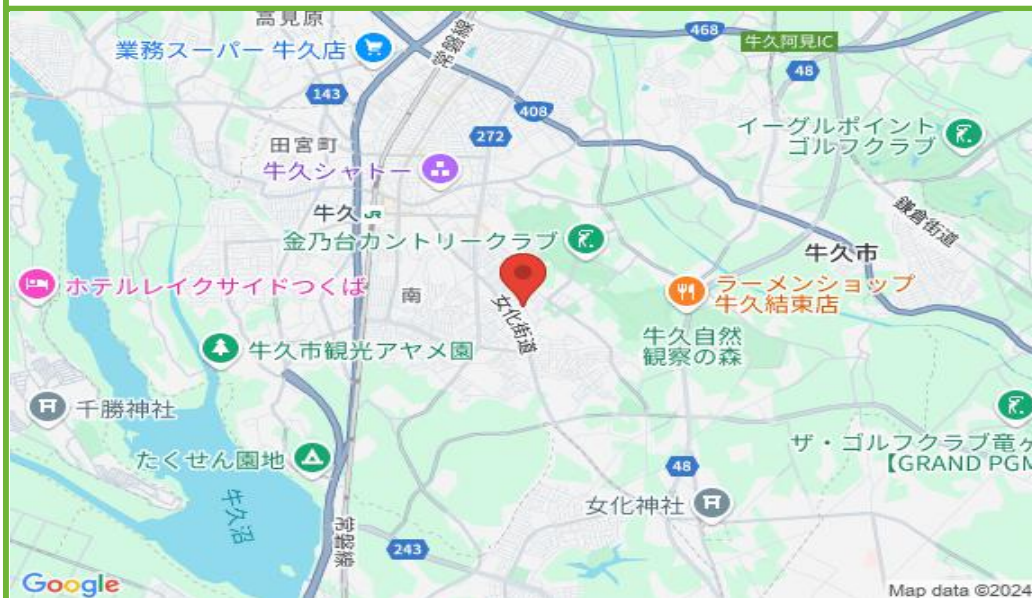 高見原
業務スーパー 牛久店
常磐線
468
牛久阿見IC
48
143
408
272
田宮町
牛久シャトー
イーグルポイント
ゴルフクラブ
鎌倉街道
牛久
JR
金乃台カントリークラブ
牛久市
ホテルレイクサイドつくば
南
女化街道
ラーメンショップ
牛久結束店
牛久市観光アヤメ園
牛久自然
観察の森
千勝神社
たくせん園地
ザ・ゴルフクラブ竜ヶ
【GRAND PGM
48
女化神社
牛久沼
常磐線
243
Google
Map data ©2024